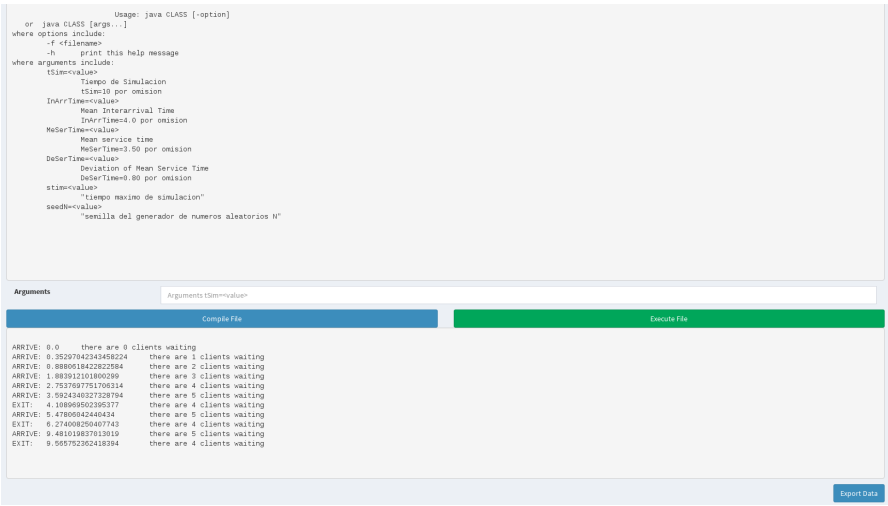 Usage: java CLASS [-option]
or java CLASS [args...]
where options include:
-f <filename>
-h print this help message
where arguments include:
tSim=<value>
Tiempo de Simulacion
tSim=10 por omision
InArrTime=<value>
Mean Interarrival Time
InArrTime=4.0 por omision
MeSerTime=<value>
Mean service time
MeSerTime=3.50 por omision
DeSerTime=<value>
Deviation of Mean Service Time
DeSerTime=0.80 por omision
stim=<value>
"tiempo maximo de simulacion"
seedN=<value>
"semilla del generador de numeros aleatorios N"
Arguments
Arguments tSim=<value>
Compile File
Execute File
ARRIVE: 0.0 there are 0 clients waiting
ARRIVE: 0.35297042343458224 there are 1 clients waiting
ARRIVE: 0.8880618422822584 there are 2 clients waiting
ARRIVE: 1.883912101800299 there are 3 clients waiting
ARRIVE: 2.7537697751706314 there are 4 clients waiting
ARRIVE: 3.5924340327328794 there are 5 clients waiting
EXIT: 4.108969502395377 there are 4 clients waiting
ARRIVE: 5.47806042440434 there are 5 clients waiting
EXIT: 6.274008250407743 there are 4 clients waiting
ARRIVE: 9.481019837013019 there are 5 clients waiting
EXIT: 9.565752362418394 there are 4 clients waiting
Export Data